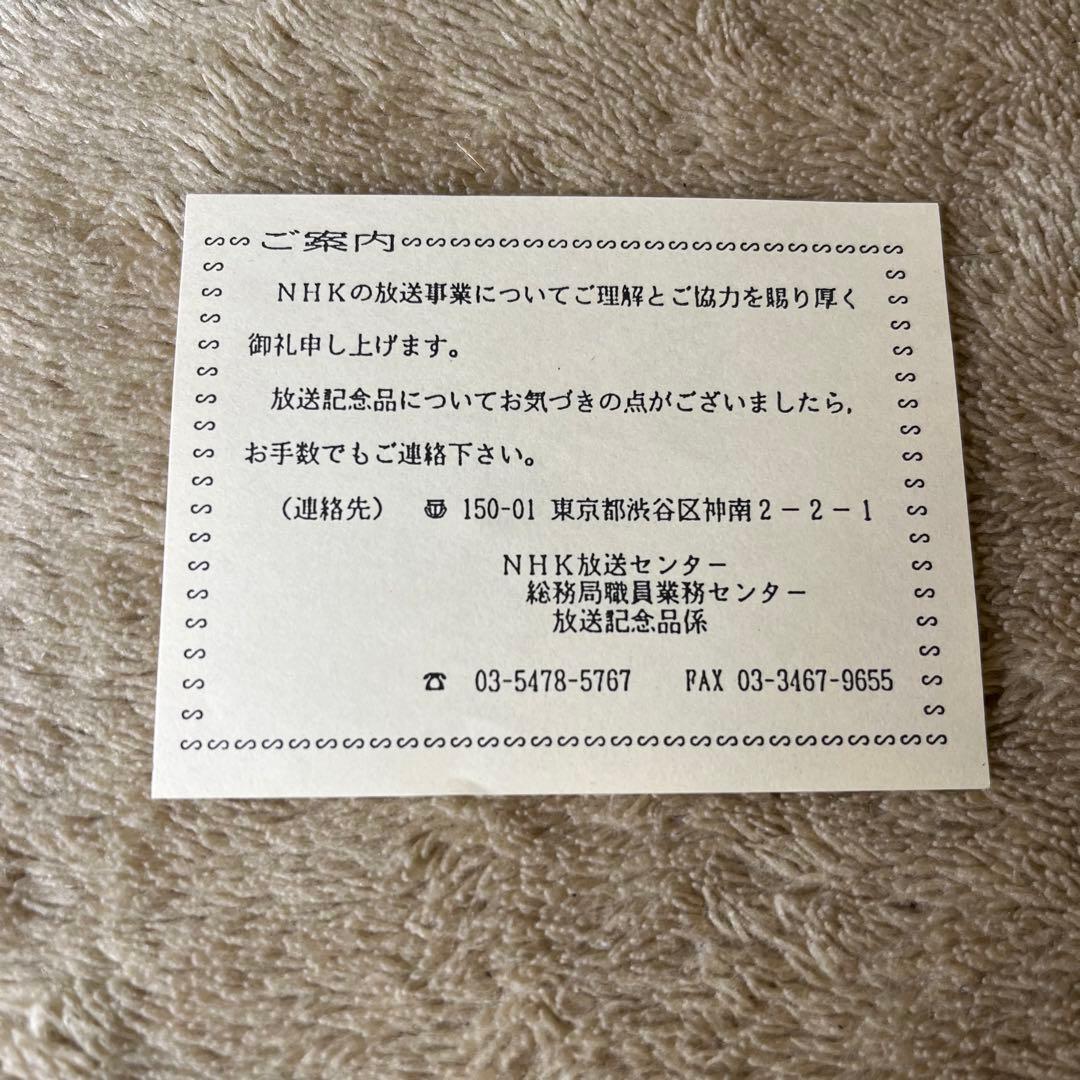 ご案内
NHKの放送事業についてご理解とご協力を賜り厚く
御礼申し上げます。
放送記念品についてお気づきの点がございましたら,
お手数でもご連絡下さい。
(連絡先) 〠 150-01 東京都渋谷区神南2-2-1
NHK放送センター
総務局職員業務センター
放送記念品係
☎ 03-5478-5767 FAX 03-3467-9655